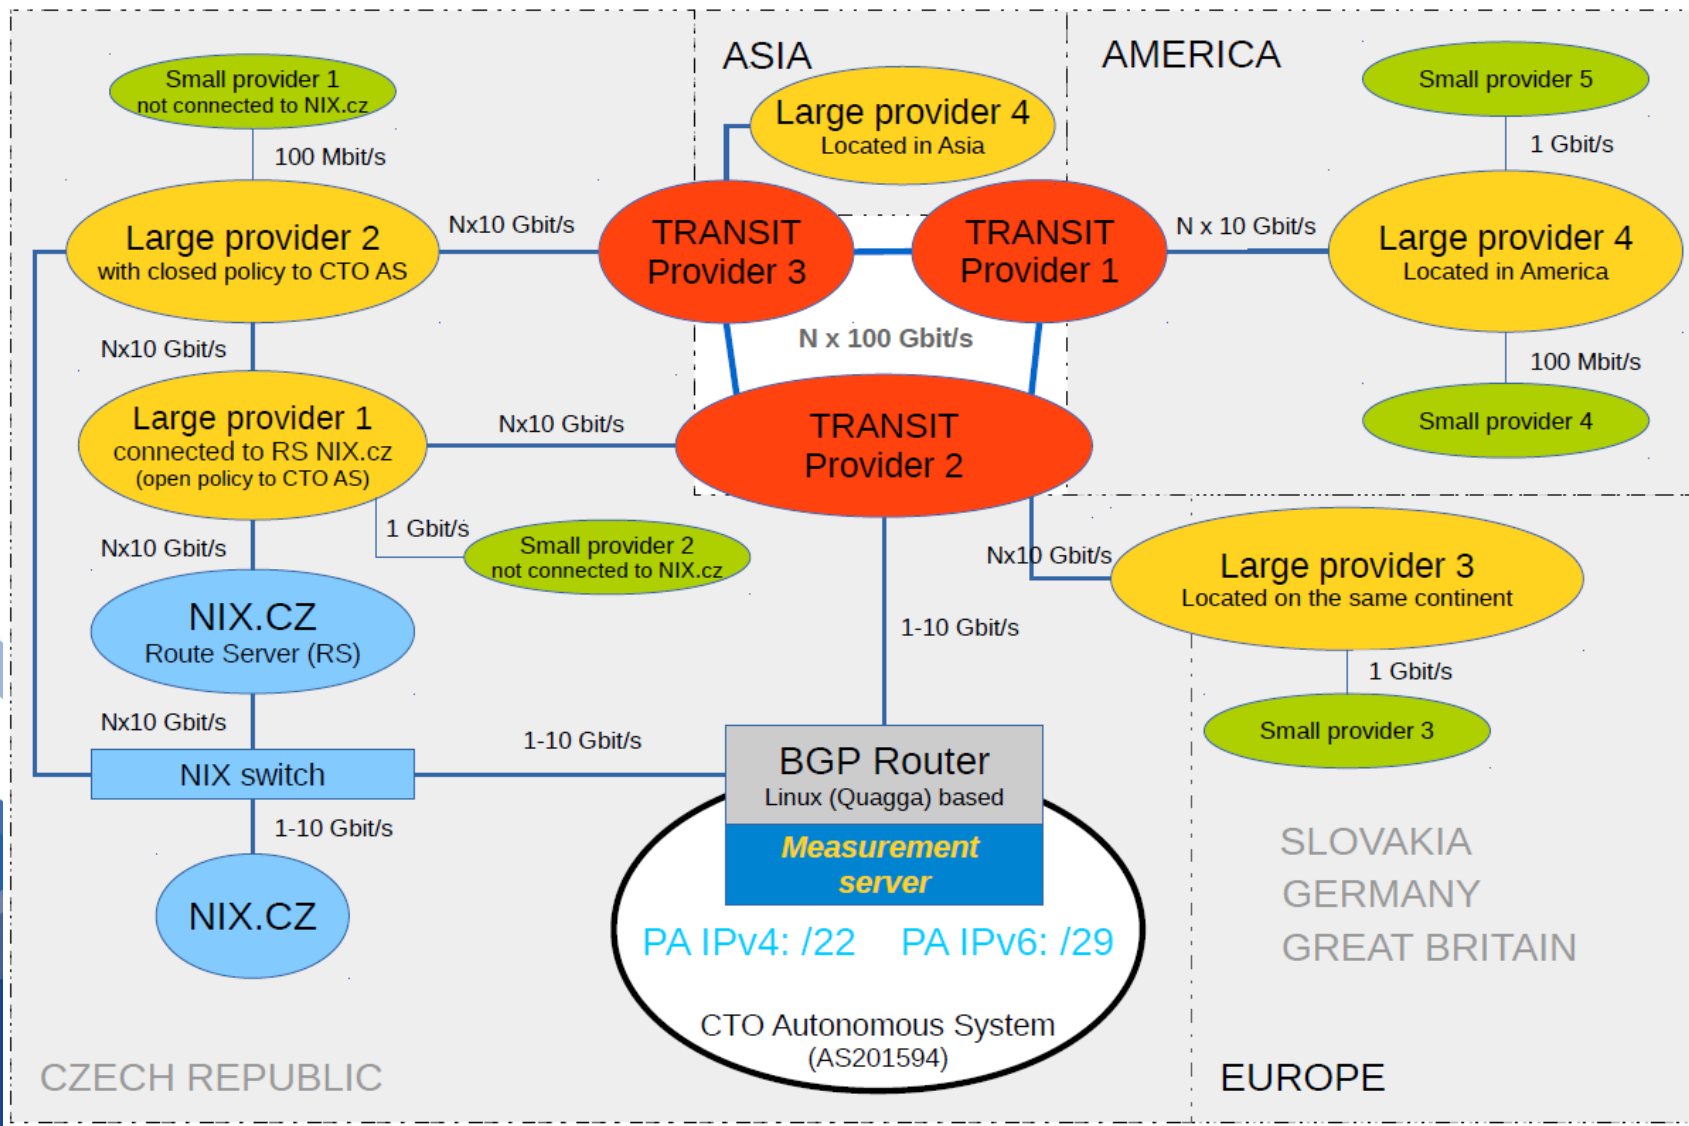 ASIA
AMERICA
Small provider 1
not connected to NIX.cz
Large provider 4
Located in Asia
Small provider 5
100 Mbit/s
1 Gbit/s
Large provider 2
with closed policy to CTO AS
Nx10 Gbit/s
TRANSIT
Provider 3
TRANSIT
Provider 1
N x 10 Gbit/s
Large provider 4
Located in America
N x 100 Gbit/s
Nx10 Gbit/s
100 Mbit/s
Large provider 1
connected to RS NIX.cz
(open policy to CTO AS)
Nx10 Gbit/s
TRANSIT
Provider 2
Small provider 4
1 Gbit/s
Nx10 Gbit/s
Small provider 2
not connected to NIX.cz
Nx10 Gbit/s
Large provider 3
Located on the same continent
NIX.CZ
Route Server (RS)
1-10 Gbit/s
1 Gbit/s
Nx10 Gbit/s
Small provider 3
1-10 Gbit/s
NIX switch
BGP Router
Linux (Quagga) based
1-10 Gbit/s
Measurement
server
SLOVAKIA
GERMANY
GREAT BRITAIN
NIX.CZ
PA IPv4: /22
PA IPv6: /29
CTO Autonomous System
(AS201594)
CZECH REPUBLIC
EUROPE